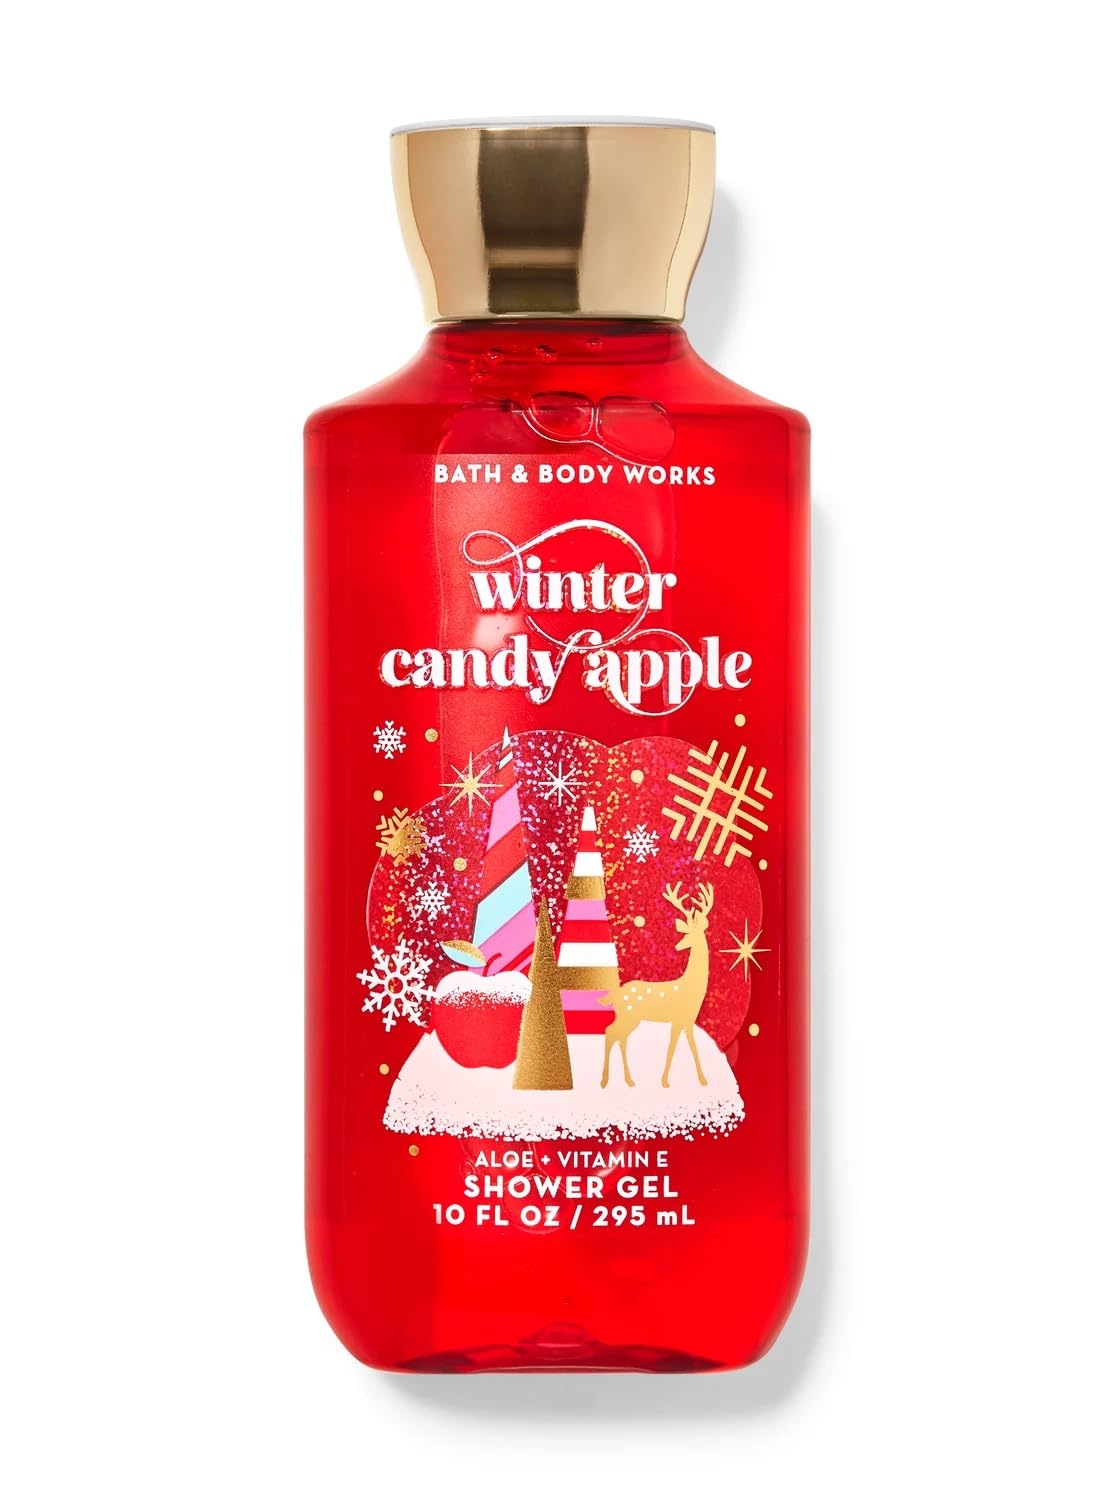 BATH & BODY WORKS
winter
candy apple
ALOE + VITAMIN E
SHOWER GEL
10 FL OZ / 295 mL